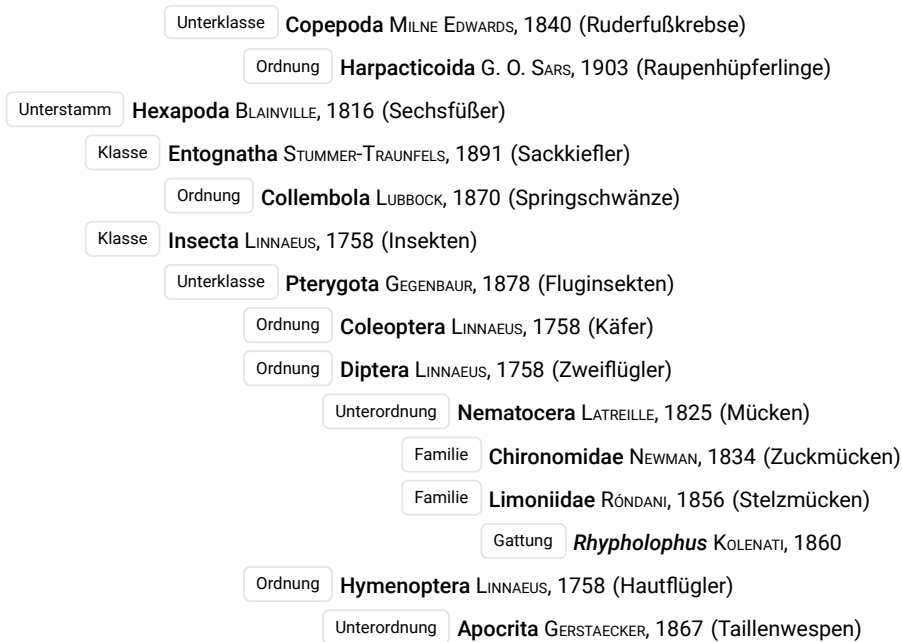 Unterklasse Copepoda Milne Edwards, 1840 (Ruderfußkrebse)
Ordnung Harpacticoida G. O. Sars, 1903 (Raupenhüpferlinge)
Unterstamm Hexapoda Blainville, 1816 (Sechsfüßer)
Klasse Entognatha Stummer-Traunfels, 1891 (Sackkiefler)
Ordnung Collembola Lubbock, 1870 (Springschwänze)
Klasse Insecta Linnaeus, 1758 (Insekten)
Unterklasse Pterygota Gegenbaur, 1878 (Fluginsekten)
Ordnung Coleoptera Linnaeus, 1758 (Käfer)
Ordnung Diptera Linnaeus, 1758 (Zweiflügler)
Unterordnung Nematocera Latreille, 1825 (Mücken)
Familie Chironomidae Newman, 1834 (Zuckmücken)
Familie Limoniidae Róndani, 1856 (Stelzmücken)
Gattung Rhypholophus Kolenati, 1860
Ordnung Hymenoptera Linnaeus, 1758 (Hautflügler)
Unterordnung Apocrita Gerstaecker, 1867 (Taillenwespen)